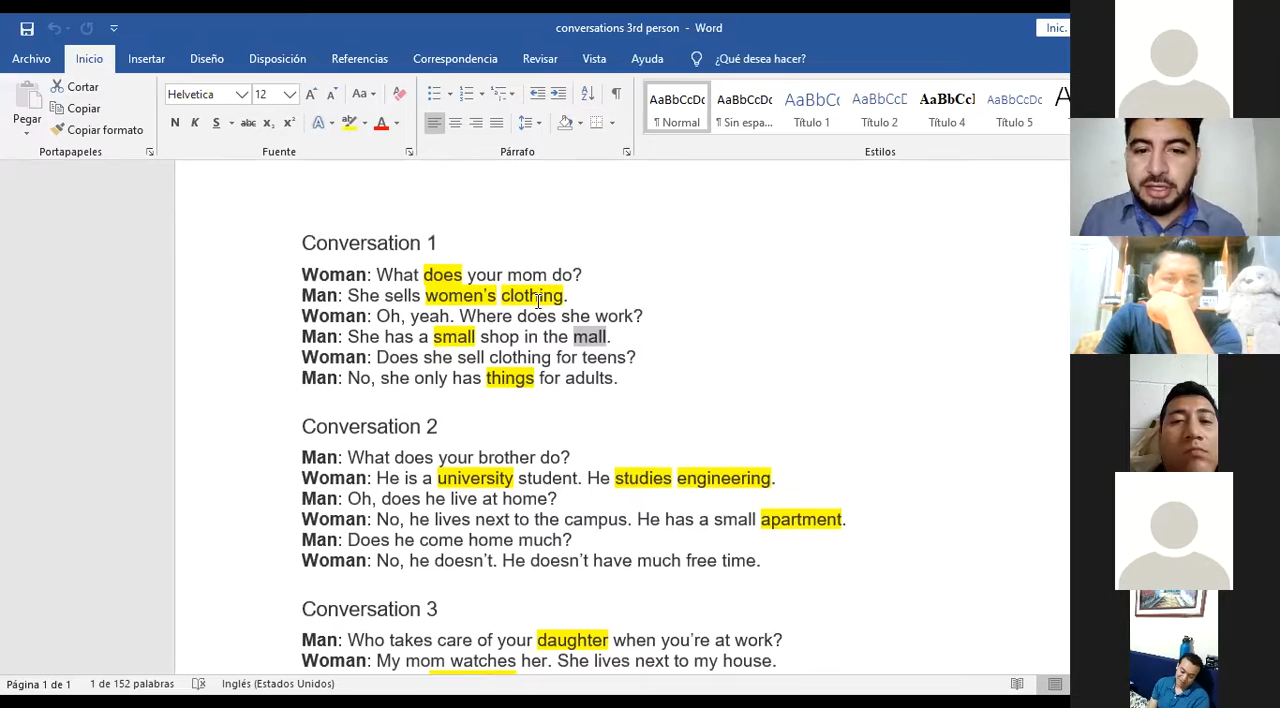 conversations 3rd person - Word
Inic.
Archivo Inicio Insertar Diseño Disposición Referencias Correspondencia Revisar Vista Ayuda ¿Qué desea hacer?
Pegar
Cortar
Copiar
Copiar formato
Portapapeles
Helvetica 12
Aa
N K S abc x₂ x² A A
Fuente
Párrafo
AaBbCcDc AaBbCcDc AaBbCcD AaBbCcDc AaBbCcI AaBbCcDc
¶ Normal ¶ Sin espa... Título 1 Título 2 Título 4 Título 5
Estilos
Conversation 1
Woman: What does your mom do?
Man: She sells women's clothing.
Woman: Oh, yeah. Where does she work?
Man: She has a small shop in the mall.
Woman: Does she sell clothing for teens?
Man: No, she only has things for adults.
Conversation 2
Man: What does your brother do?
Woman: He is a university student. He studies engineering.
Man: Oh, does he live at home?
Woman: No, he lives next to the campus. He has a small apartment.
Man: Does he come home much?
Woman: No, he doesn't. He doesn't have much free time.
Conversation 3
Man: Who takes care of your daughter when you're at work?
Woman: My mom watches her. She lives next to my house.
Página 1 de 1 1 de 152 palabras Inglés (Estados Unidos)